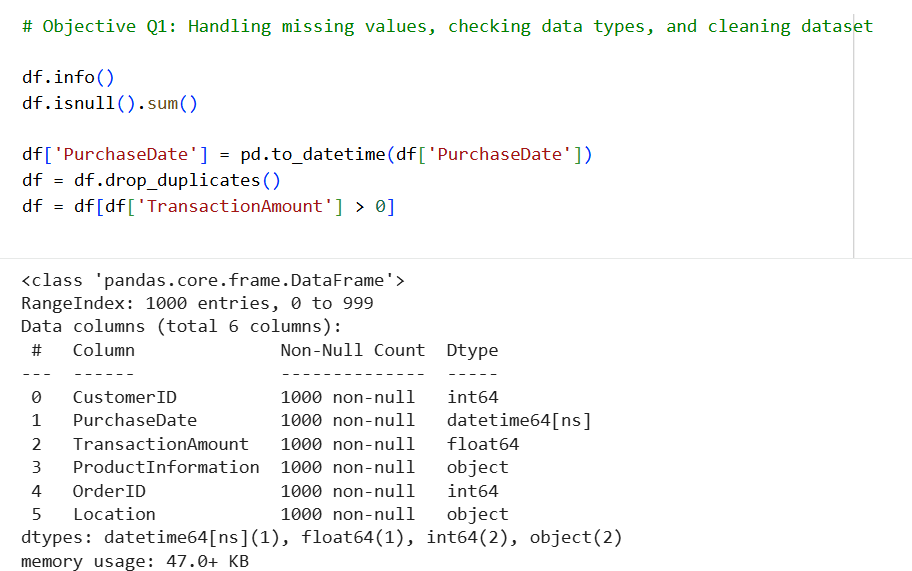 # Objective Q1: Handling missing values, checking data types, and cleaning dataset
df.info()
df.isnull().sum()
df['PurchaseDate'] = pd.to_datetime(df['PurchaseDate'])
df = df.drop_duplicates()
df = df[df['TransactionAmount'] > 0]
<class 'pandas.core.frame.DataFrame'>
RangeIndex: 1000 entries, 0 to 999
Data columns (total 6 columns):
 #   Column              Non-Null Count  Dtype
---  ------              --------------  -----
 0   CustomerID          1000 non-null   int64
 1   PurchaseDate        1000 non-null   datetime64[ns]
 2   TransactionAmount   1000 non-null   float64
 3   ProductInformation  1000 non-null   object
 4   OrderID             1000 non-null   int64
 5   Location            1000 non-null   object
dtypes: datetime64[ns](1), float64(1), int64(2), object(2)
memory usage: 47.0+ KB